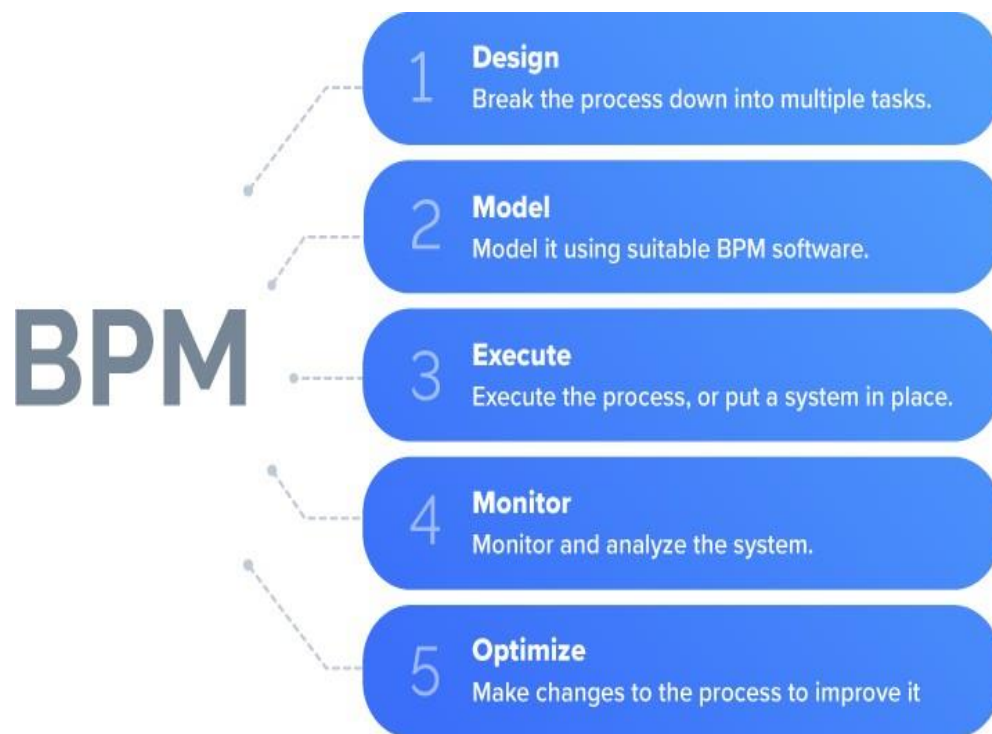 BPM
1
Design
Break the process down into multiple tasks.
2
Model
Model it using suitable BPM software.
3
Execute
Execute the process, or put a system in place.
4
Monitor
Monitor and analyze the system.
5
Optimize
Make changes to the process to improve it